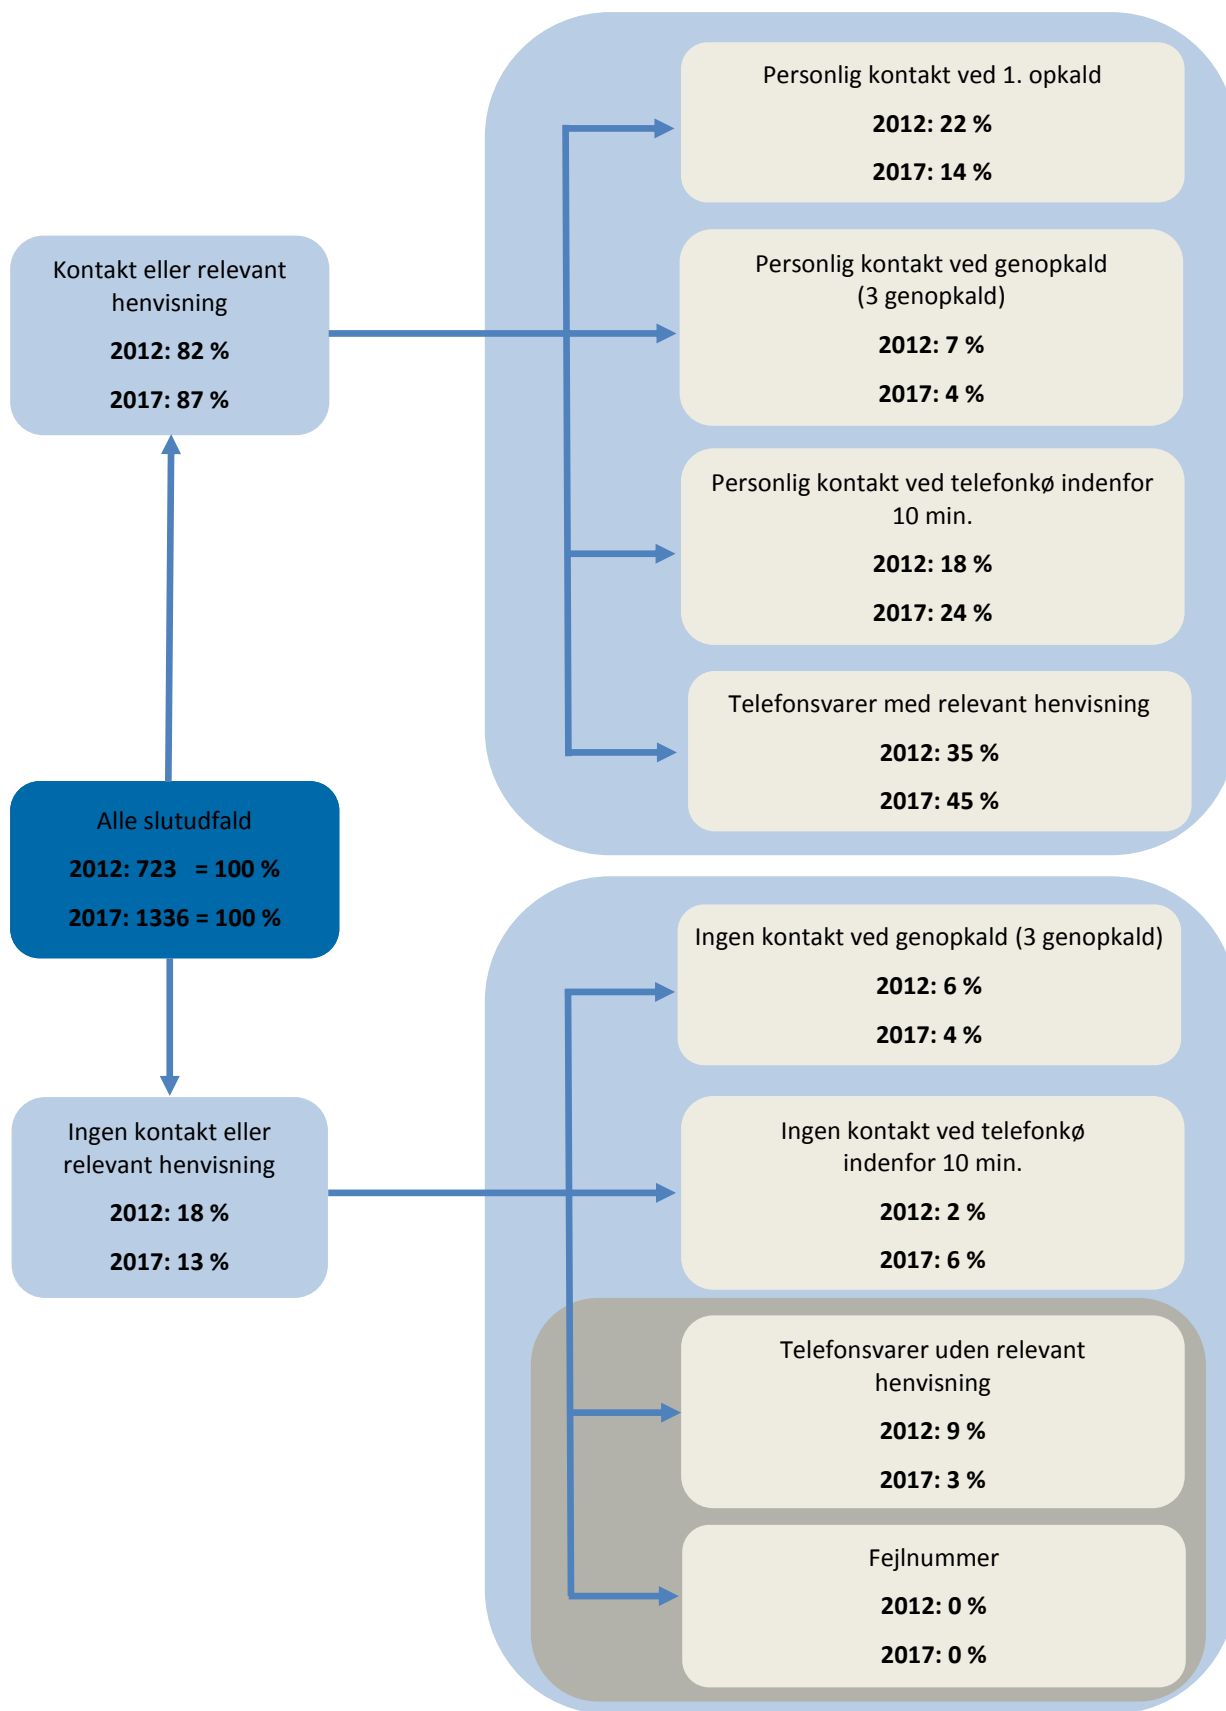 Personlig kontakt ved 1. opkald
2012: 22 %
2017: 14 %
Kontakt eller relevant
henvisning
2012: 82 %
2017: 87 %
Personlig kontakt ved genopkald
(3 genopkald)
2012: 7 %
2017: 4 %
Personlig kontakt ved telefonkø indenfor
10 min.
2012: 18 %
2017: 24 %
Telefonsvarer med relevant henvisning
2012: 35 %
2017: 45 %
Alle slutudfald
2012: 723 = 100 %
2017: 1336 = 100 %
Ingen kontakt ved genopkald (3 genopkald)
2012: 6 %
2017: 4 %
Ingen kontakt eller
relevant henvisning
2012: 18 %
2017: 13 %
Ingen kontakt ved telefonkø
indenfor 10 min.
2012: 2 %
2017: 6 %
Telefonsvarer uden relevant
henvisning
2012: 9 %
2017: 3 %
Fejlnummer
2012: 0 %
2017: 0 %